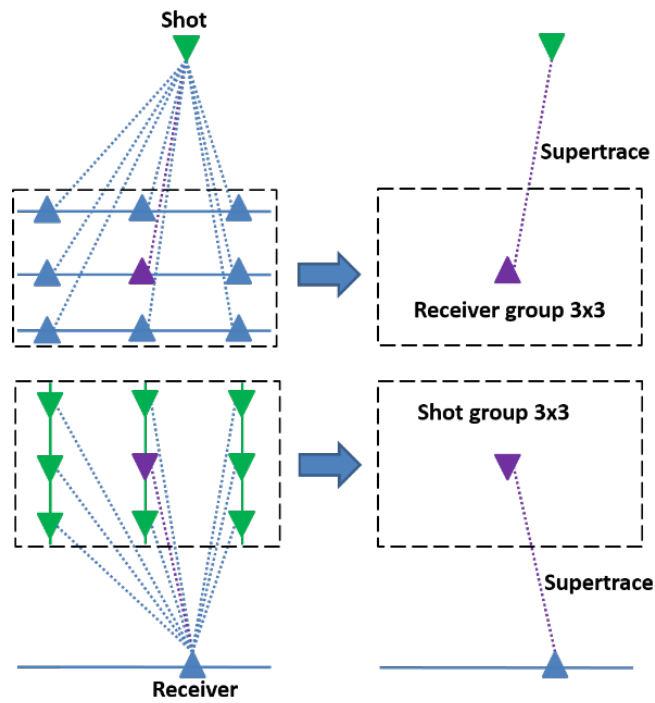 Shot
Supertrace
Receiver group 3x3
Shot group 3x3
Supertrace
Receiver